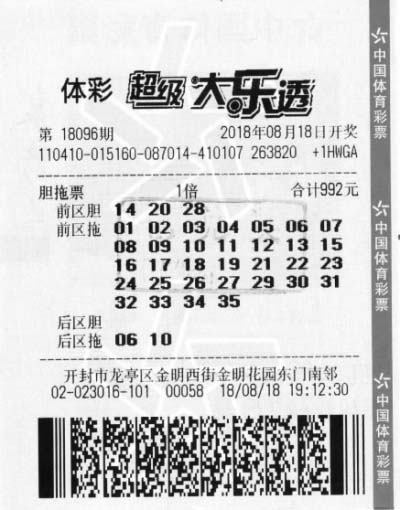 体彩 超级大乐透
第 18096期 2018年08月18日开奖
110410-015160-087014-410107 263820 +1HWGA
胆拖票 1倍 合计992元
前区胆 14 20 28
前区拖 01 02 03 04 05 06 07
08 09 10 11 12 13 15
16 17 18 19 21 22 23
24 25 26 27 29 30 31
32 33 34 35
后区胆
后区拖 06 10
开封市龙亭区金明西街金明花园东门南邻
02-023016-101 00058 18/08/18 19:12:30
中国体育彩票
中国体育彩票
中国体育彩票